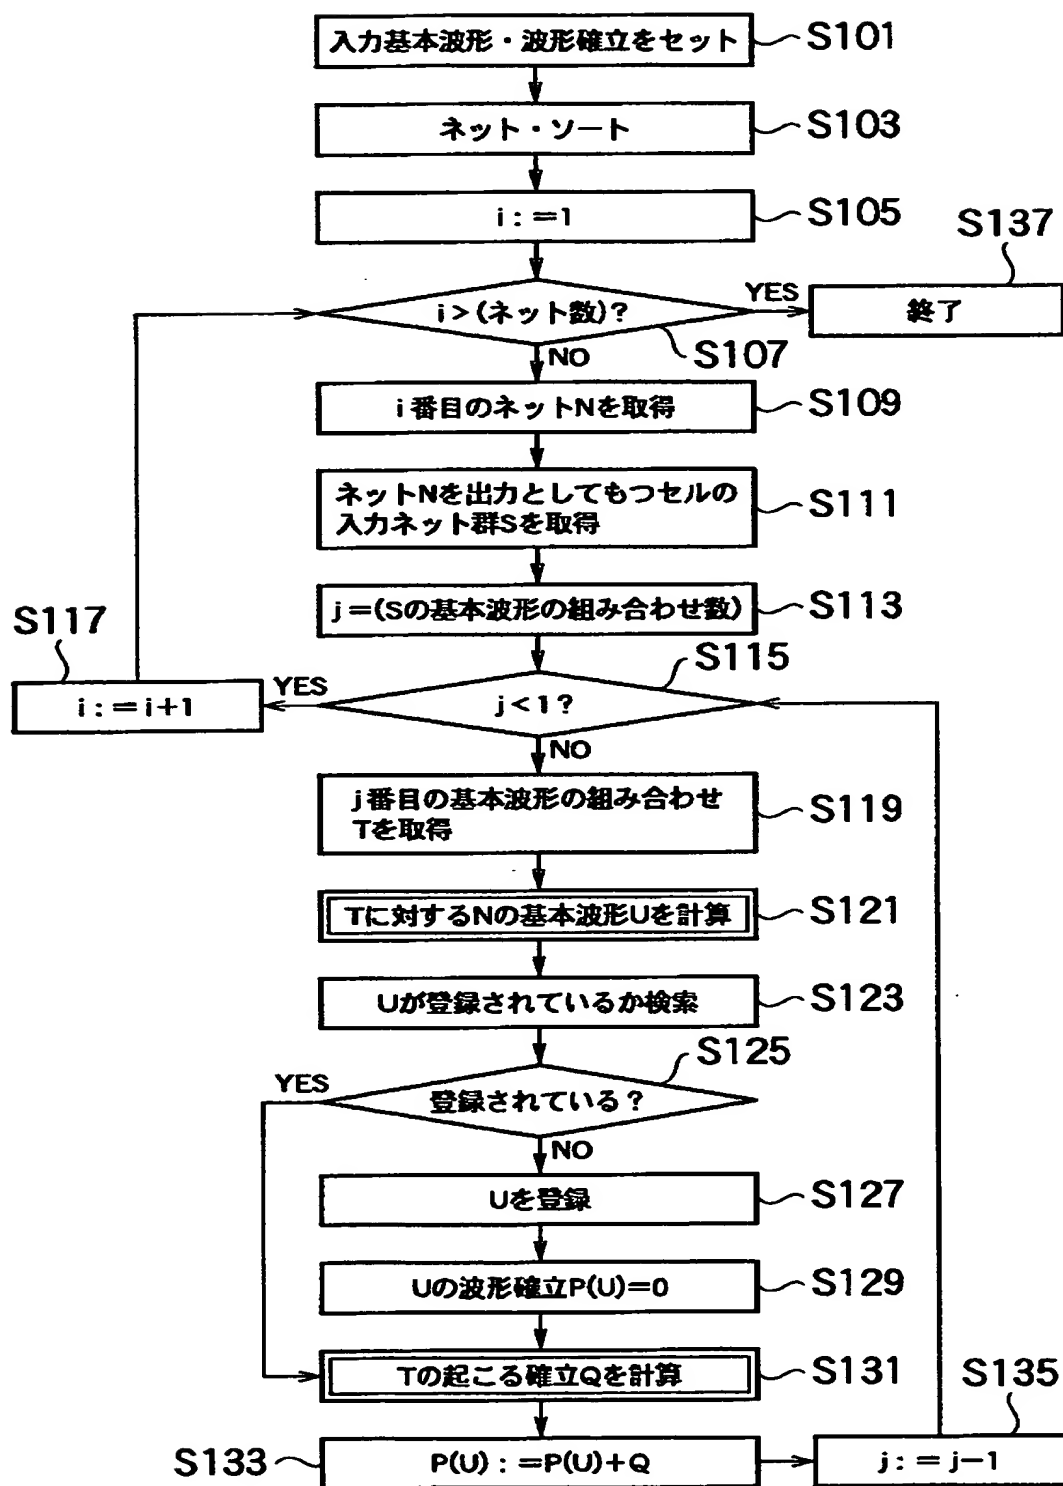 入力基本波形・波形確立をセット
S101
ネット・ソート
S103
i:=1
S105
S137
i>(ネット数)?
YES
終了
S107
NO
i番目のネットNを取得
S109
ネットNを出力としてもつセルの
入力ネット群Sを取得
S111
j=(Sの基本波形の組み合わせ数)
S113
S117
S115
i:=i+1
YES
j<1?
NO
j番目の基本波形の組み合わせ
Tを取得
S119
Tに対するNの基本波形Uを計算
S121
Uが登録されているか検索
S123
S125
YES
登録されている?
NO
Uを登録
S127
Uの波形確立P(U)=0
S129
Tの起こる確立Qを計算
S131
S135
S133
P(U):=P(U)+Q
j:=j-1